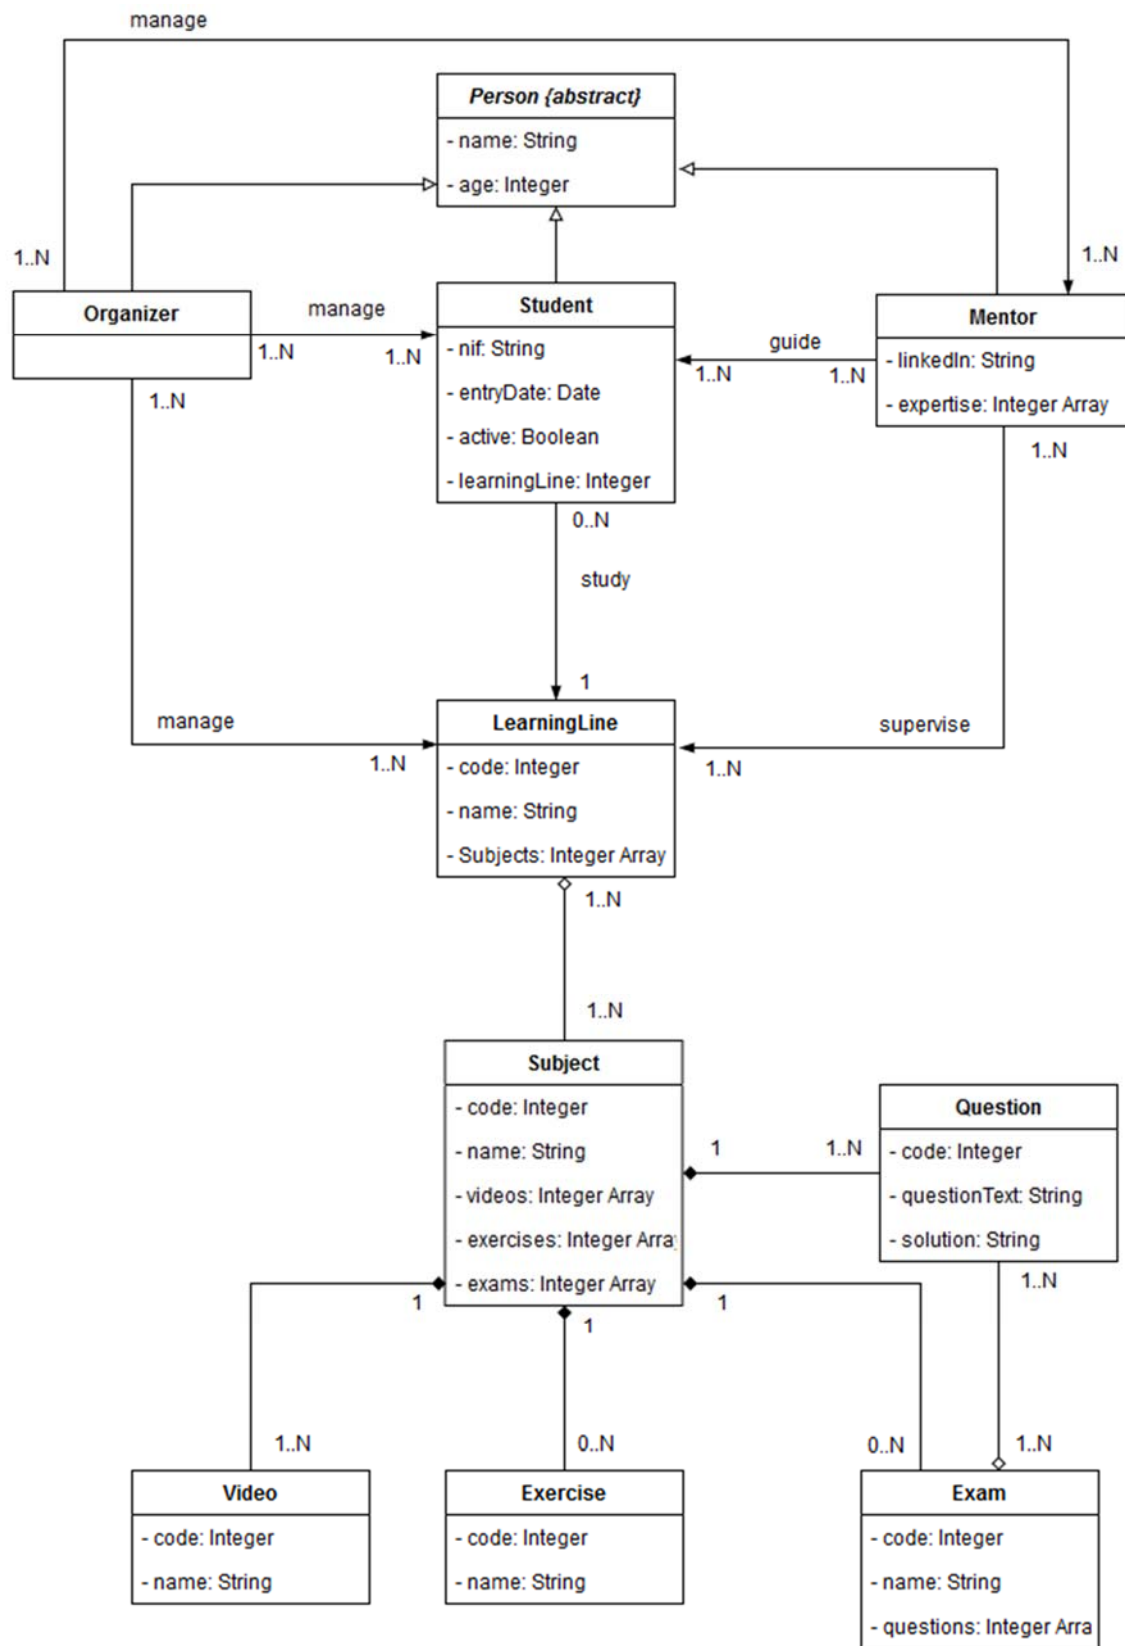 manage
Person {abstract}
- name: String
- age: Integer
1..N
1..N
Organizer
manage
1..N
1..N
Student
- nif: String
- entryDate: Date
- active: Boolean
- learningLine: Integer
guide
1..N
1..N
Mentor
- linkedIn: String
- expertise: Integer Array
1..N
1..N
0..N
study
1
manage
1..N
supervise
1..N
LearningLine
- code: Integer
- name: String
- Subjects: Integer Array
1..N
1..N
Subject
- code: Integer
- name: String
- videos: Integer Array
- exercises: Integer Arra
- exams: Integer Array
1
1..N
Question
- code: Integer
- questionText: String
- solution: String
1..N
1
1
1
1..N
0..N
0..N
1..N
Video
- code: Integer
- name: String
Exercise
- code: Integer
- name: String
Exam
- code: Integer
- name: String
- questions: Integer Arra